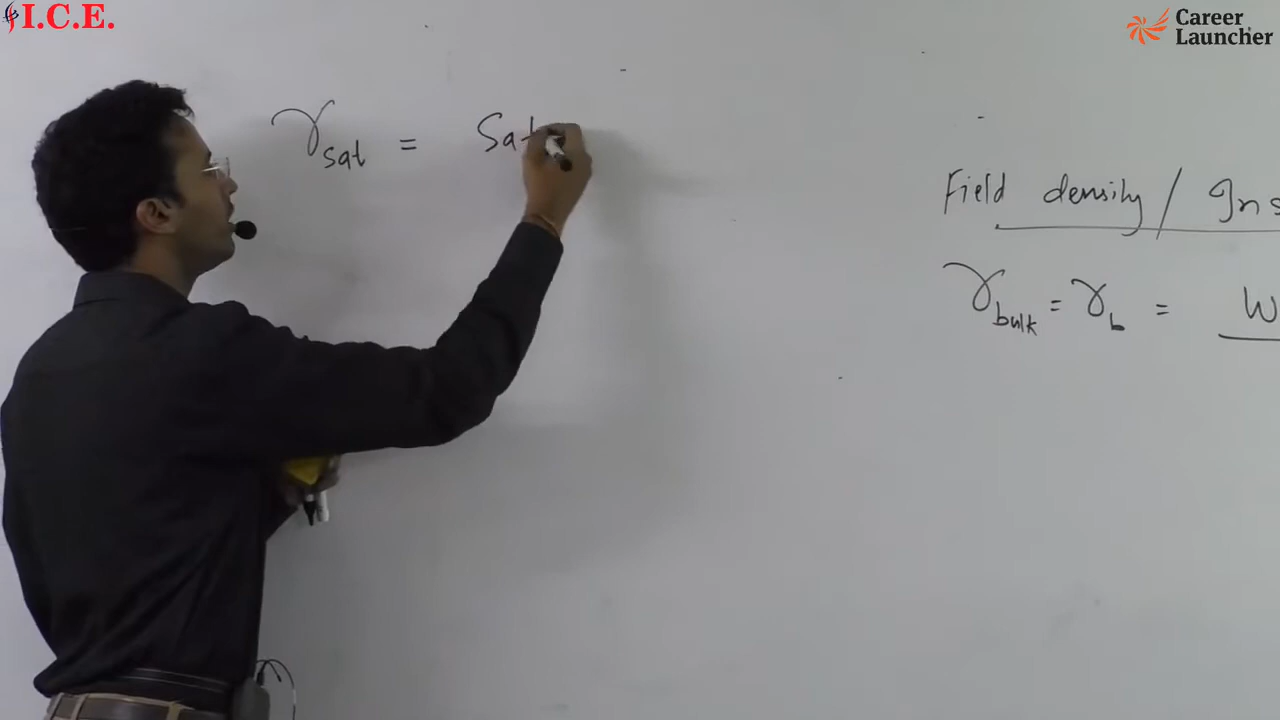 I.C.E.
Career
Launcher
γsat = Sat
Field density / Ins
γbulk = γb = W